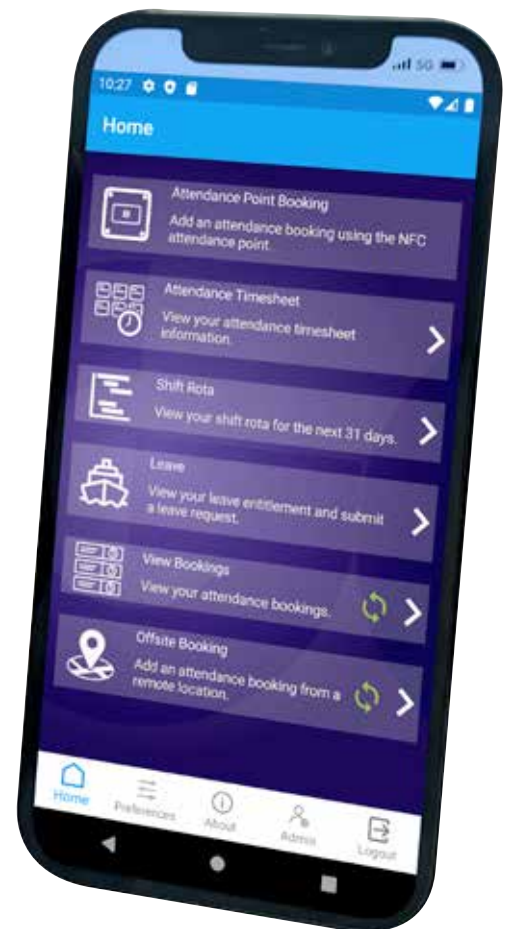 5G
10:27
Home
Attendance Point Booking
Add an attendance booking using the NFC
attendance point.
Attendance Timesheet
View your attendance timesheet
information.
Shift Rota
View your shift rota for the next 31 days.
Leave
View your leave entitlement and submit
a leave request.
View Bookings
View your attendance bookings.
Offsite Booking
Add an attendance booking from a
remote location.
Home
Preferences
About
Admin
Logout